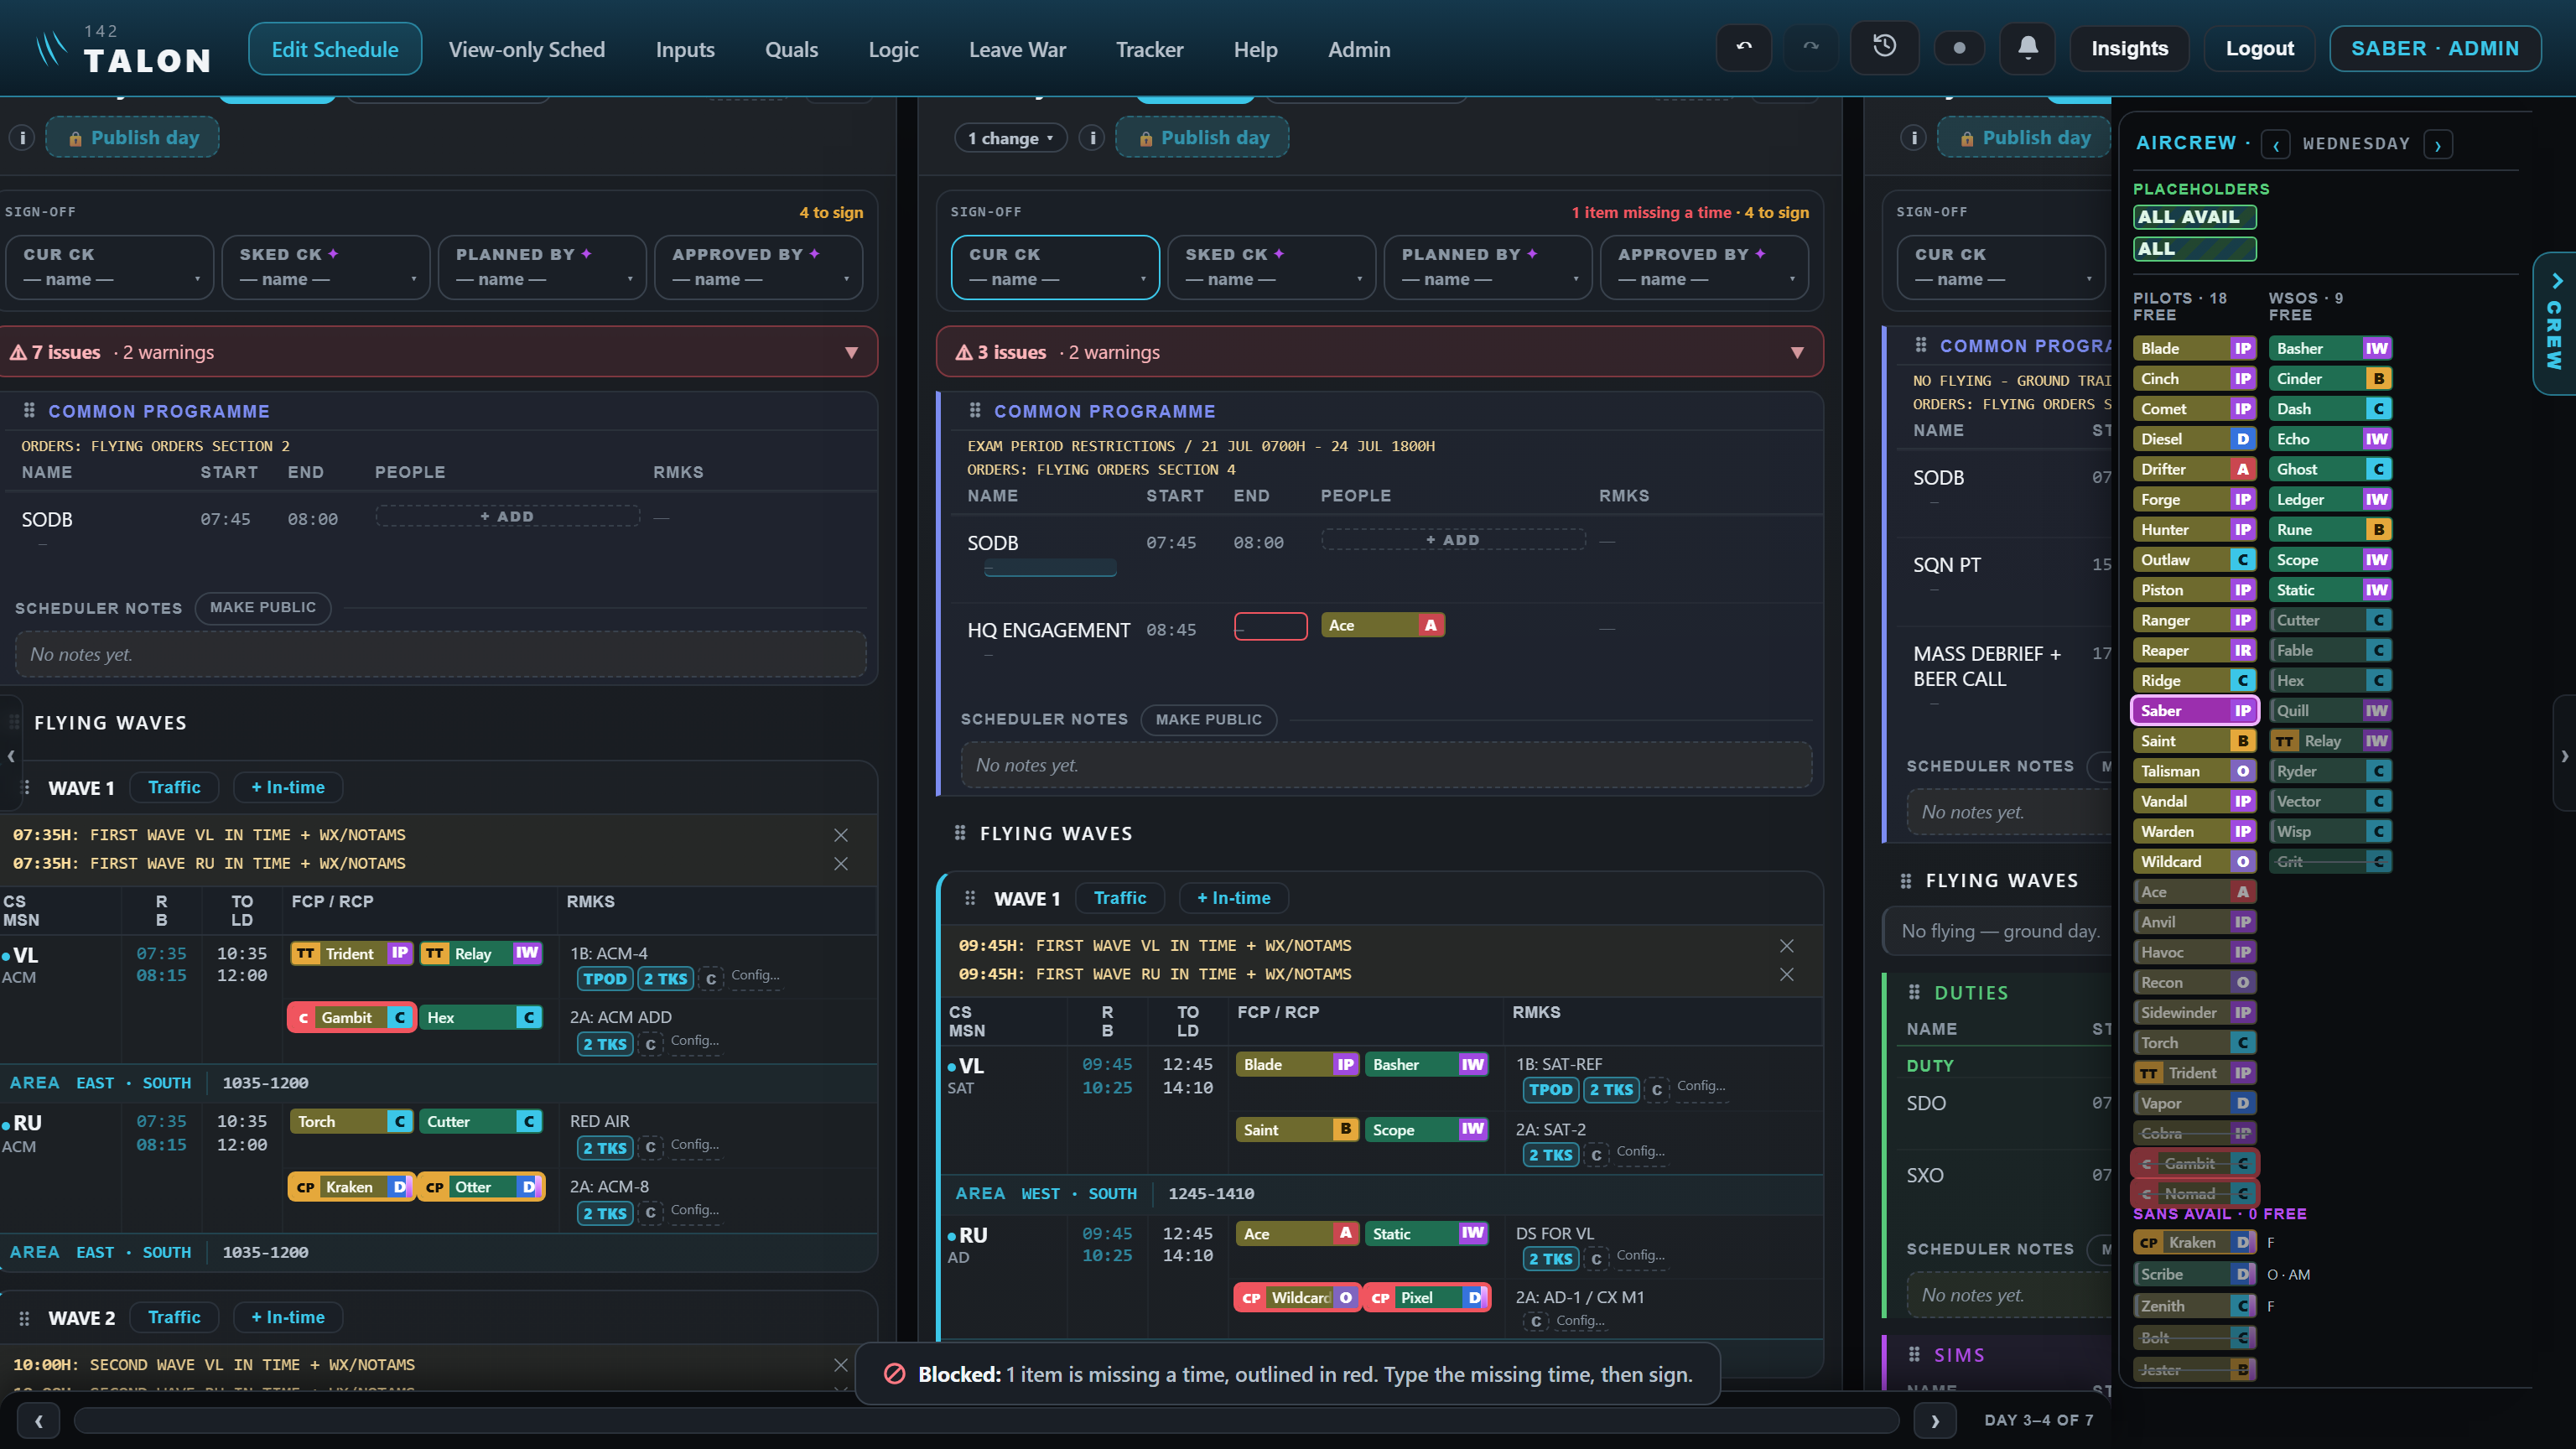 142
TALON
Edit Schedule
View-only Sched
Inputs
Quals
Logic
Leave War
Tracker
Help
Admin
Insights
Logout
SABER · ADMIN
i
Publish day
SIGN-OFF
4 to sign
CUR CK
— name —
SKED CK
— name —
PLANNED BY
— name —
APPROVED BY
— name —
7 issues · 2 warnings
COMMON PROGRAMME
ORDERS: FLYING ORDERS SECTION 2
NAME START END PEOPLE RMKS
SODB 07:45 08:00 + ADD —
–
SCHEDULER NOTES MAKE PUBLIC
No notes yet.
FLYING WAVES
WAVE 1 Traffic + In-time
07:35H: FIRST WAVE VL IN TIME + WX/NOTAMS
07:35H: FIRST WAVE RU IN TIME + WX/NOTAMS
CS R TO FCP / RCP RMKS
MSN B LD
VL 07:35 10:35 TT Trident IP TT Relay IW 1B: ACM-4
ACM 08:15 12:00 TPOD 2 TKS C Config...
C Gambit C Hex C 2A: ACM ADD
2 TKS C Config...
AREA EAST · SOUTH 1035-1200
RU 07:35 10:35 Torch C Cutter C RED AIR
ACM 08:15 12:00 2 TKS C Config...
CP Kraken D CP Otter D 2A: ACM-8
2 TKS C Config...
AREA EAST · SOUTH 1035-1200
WAVE 2 Traffic + In-time
10:00H: SECOND WAVE VL IN TIME + WX/NOTAMS
1 change i Publish day
SIGN-OFF
1 item missing a time · 4 to sign
CUR CK
— name —
SKED CK
— name —
PLANNED BY
— name —
APPROVED BY
— name —
3 issues · 2 warnings
COMMON PROGRAMME
EXAM PERIOD RESTRICTIONS / 21 JUL 0700H - 24 JUL 1800H
ORDERS: FLYING ORDERS SECTION 4
NAME START END PEOPLE RMKS
SODB 07:45 08:00 + ADD —
–
HQ ENGAGEMENT 08:45 – Ace A —
–
SCHEDULER NOTES MAKE PUBLIC
No notes yet.
FLYING WAVES
WAVE 1 Traffic + In-time
09:45H: FIRST WAVE VL IN TIME + WX/NOTAMS
09:45H: FIRST WAVE RU IN TIME + WX/NOTAMS
CS R TO FCP / RCP RMKS
MSN B LD
VL 09:45 12:45 Blade IP Basher IW 1B: SAT-REF
SAT 10:25 14:10 TPOD 2 TKS C Config...
Saint B Scope IW 2A: SAT-2
2 TKS C Config...
AREA WEST · SOUTH 1245-1410
RU 09:45 12:45 Ace A Static IW DS FOR VL
AD 10:25 14:10 2 TKS C Config...
CP Wildcard O CP Pixel D 2A: AD-1 / CX M1
C Config...
Blocked: 1 item is missing a time, outlined in red. Type the missing time, then sign.
i Publish day
SIGN-OFF
CUR CK
— name —
COMMON PROGRA
NO FLYING - GROUND TRAI
ORDERS: FLYING ORDERS S
NAME ST
SODB 07
–
SQN PT 15
–
MASS DEBRIEF + 17
BEER CALL
–
SCHEDULER NOTES M
No notes yet.
FLYING WAVES
No flying — ground day.
DUTIES
NAME ST
DUTY
SDO 07
SXO 07
SCHEDULER NOTES M
No notes yet.
SIMS
NAME ST
DAY 3–4 OF 7
AIRCREW · WEDNESDAY
PLACEHOLDERS
ALL AVAIL
ALL
PILOTS · 18 FREE
WSOS · 9 FREE
Blade IP Basher IW
Cinch IP Cinder B
Comet IP Dash C
Diesel D Echo IW
Drifter A Ghost C
Forge IP Ledger IW
Hunter IP Rune B
Outlaw C Scope IW
Piston IP Static IW
Ranger IP Cutter C
Reaper IR Fable C
Ridge C Hex C
Saber IP Quill IW
Saint B TT Relay IW
Talisman O Ryder C
Vandal IP Vector C
Warden IP Wisp C
Wildcard O Grit C
Ace A
Anvil IP
Havoc IP
Recon O
Sidewinder IP
Torch C
TT Trident IP
Vapor D
Cobra IP
C Gambit C
C Nomad C
SANS AVAIL · 0 FREE
CP Kraken D F
Scribe D O · AM
Zenith C F
Bolt C
Jester B
CREW